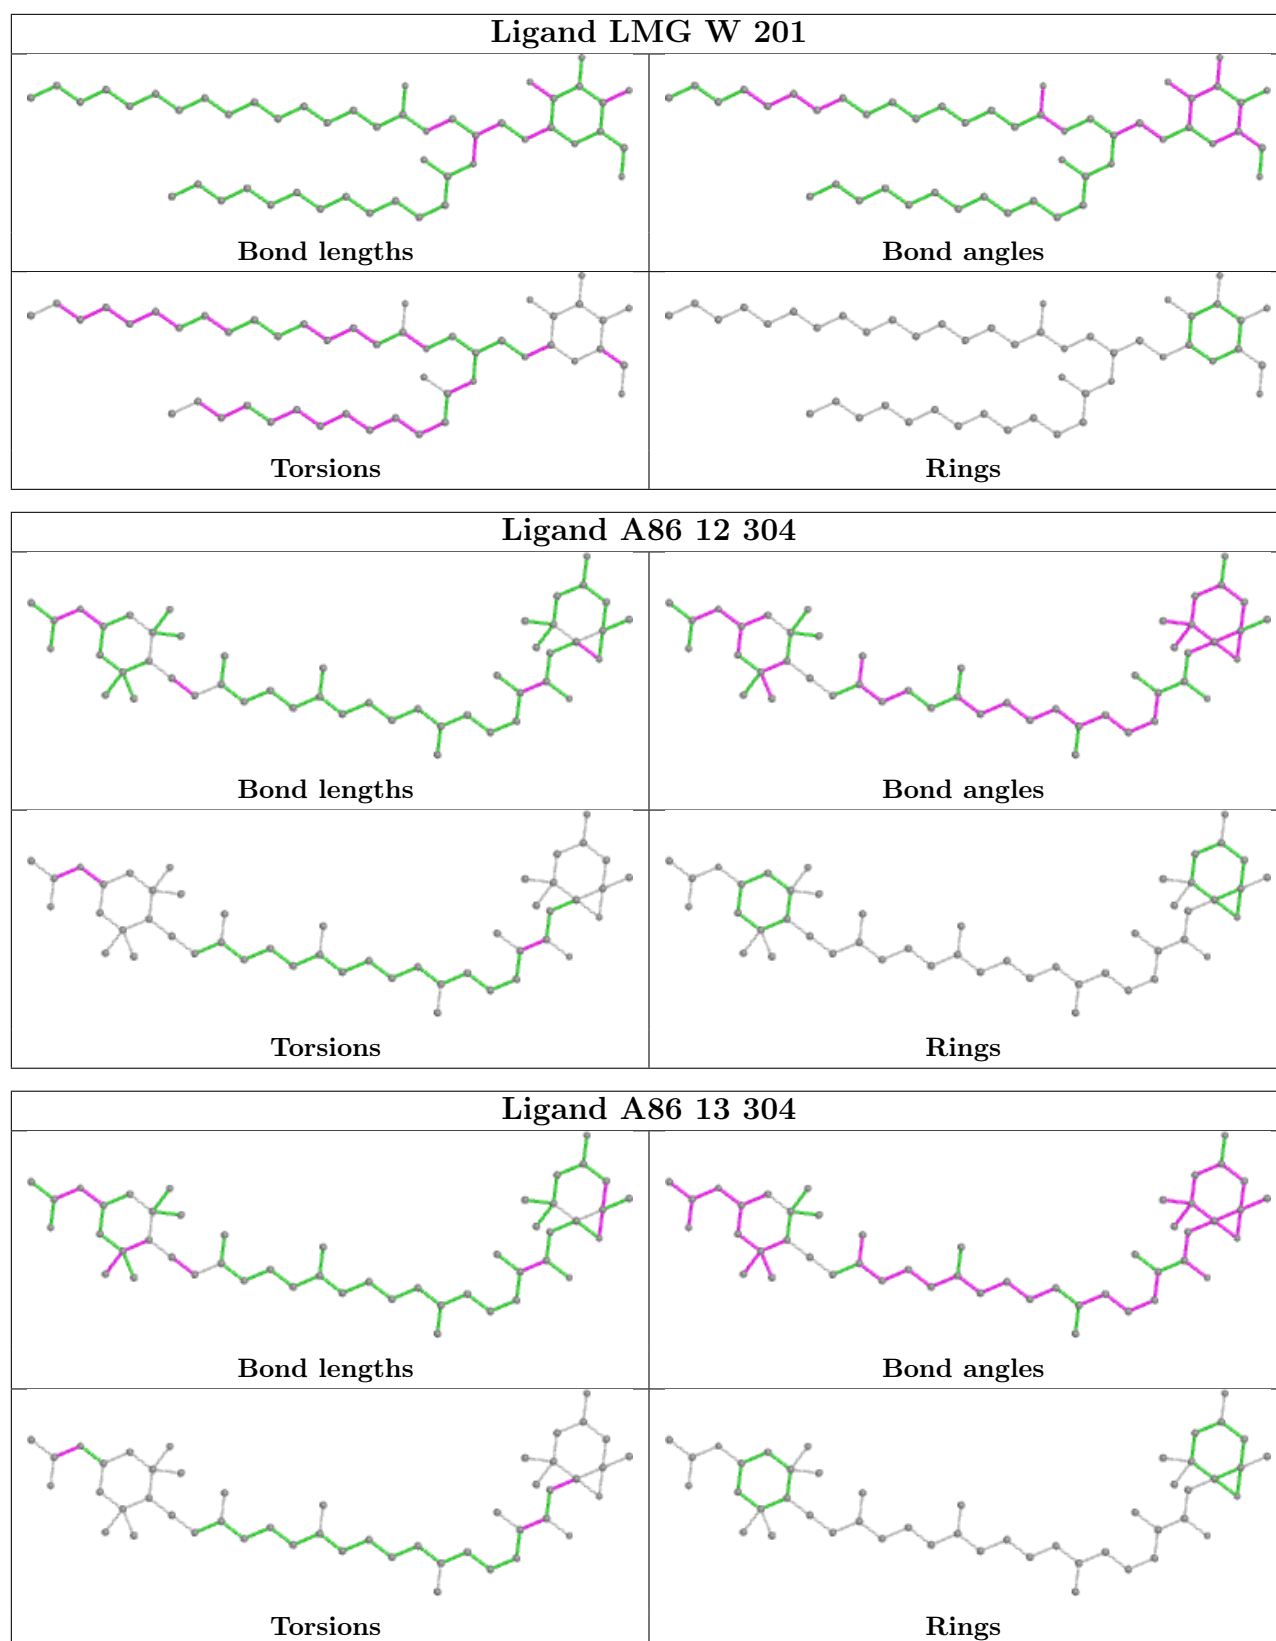 Ligand LMG W 201
Bond lengths
Bond angles
Torsions
Rings
Ligand A86 12 304
Bond lengths
Bond angles
Torsions
Rings
Ligand A86 13 304
Bond lengths
Bond angles
Torsions
Rings